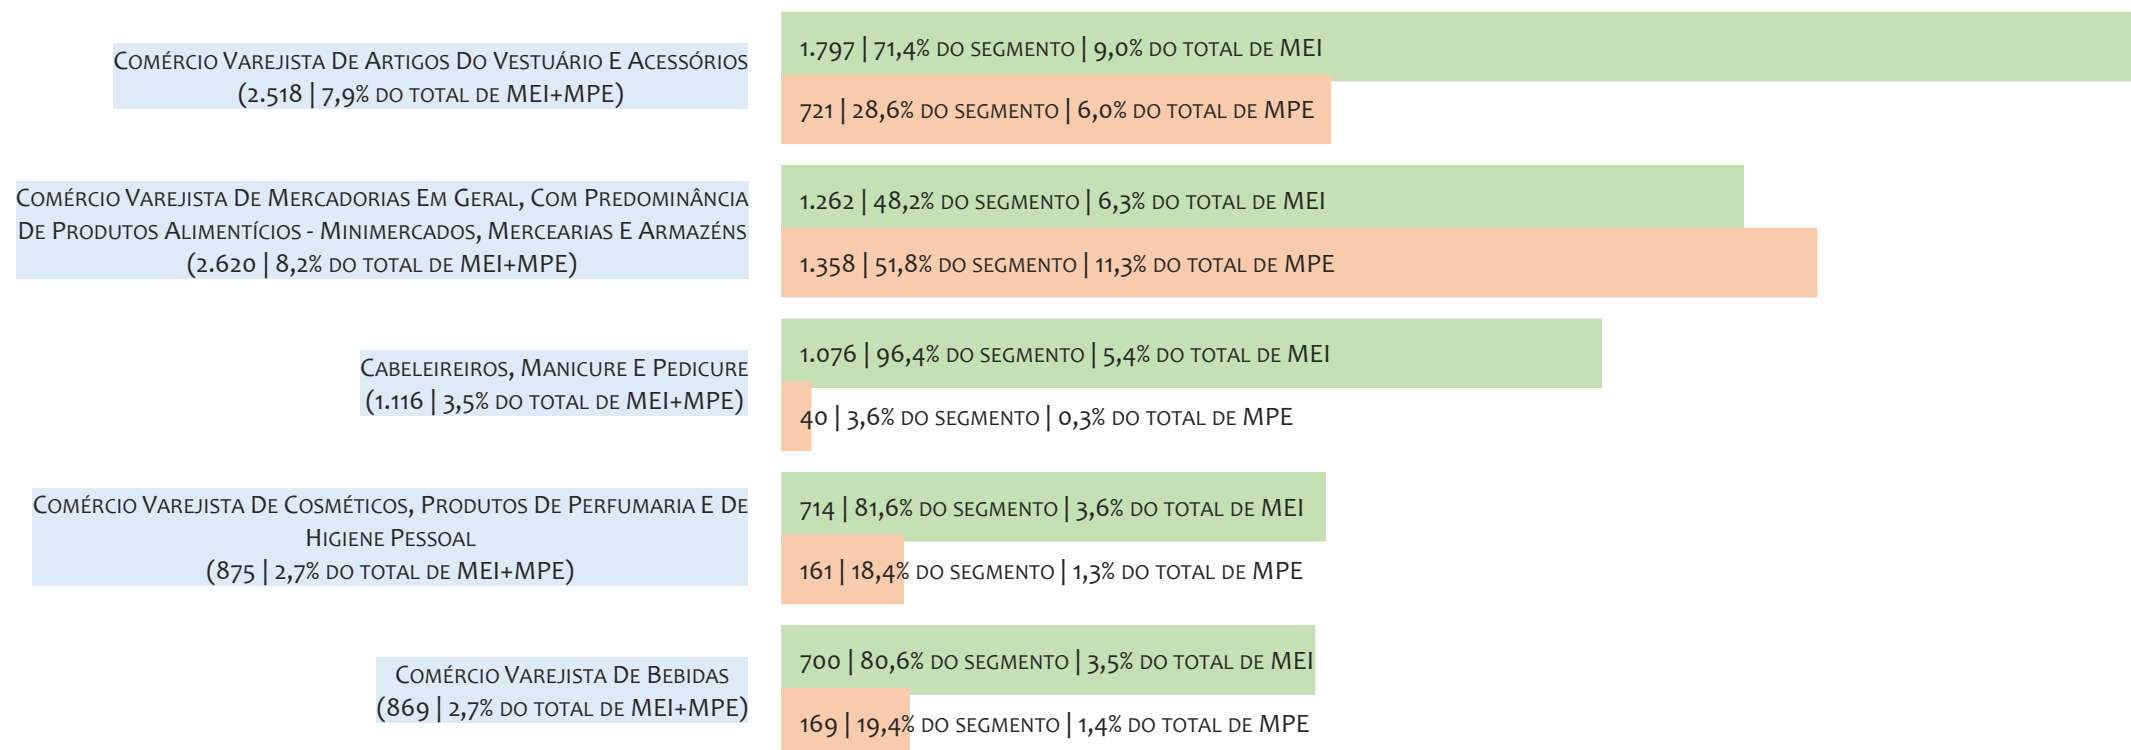 Comércio Varejista De Artigos Do Vestuário E Acessórios
(2.518 | 7,9% do total de MEI+MPE)
1.797 | 71,4% do segmento | 9,0% do total de MEI
721 | 28,6% do segmento | 6,0% do total de MPE
Comércio Varejista De Mercadorias Em Geral, Com Predominância
De Produtos Alimentícios - Minimercados, Mercearias E Armazéns
(2.620 | 8,2% do total de MEI+MPE)
1.262 | 48,2% do segmento | 6,3% do total de MEI
1.358 | 51,8% do segmento | 11,3% do total de MPE
Cabeleireiros, Manicure E Pedicure
(1.116 | 3,5% do total de MEI+MPE)
1.076 | 96,4% do segmento | 5,4% do total de MEI
40 | 3,6% do segmento | 0,3% do total de MPE
Comércio Varejista De Cosméticos, Produtos De Perfumaria E De
Higiene Pessoal
(875 | 2,7% do total de MEI+MPE)
714 | 81,6% do segmento | 3,6% do total de MEI
161 | 18,4% do segmento | 1,3% do total de MPE
Comércio Varejista De Bebidas
(869 | 2,7% do total de MEI+MPE)
700 | 80,6% do segmento | 3,5% do total de MEI
169 | 19,4% do segmento | 1,4% do total de MPE